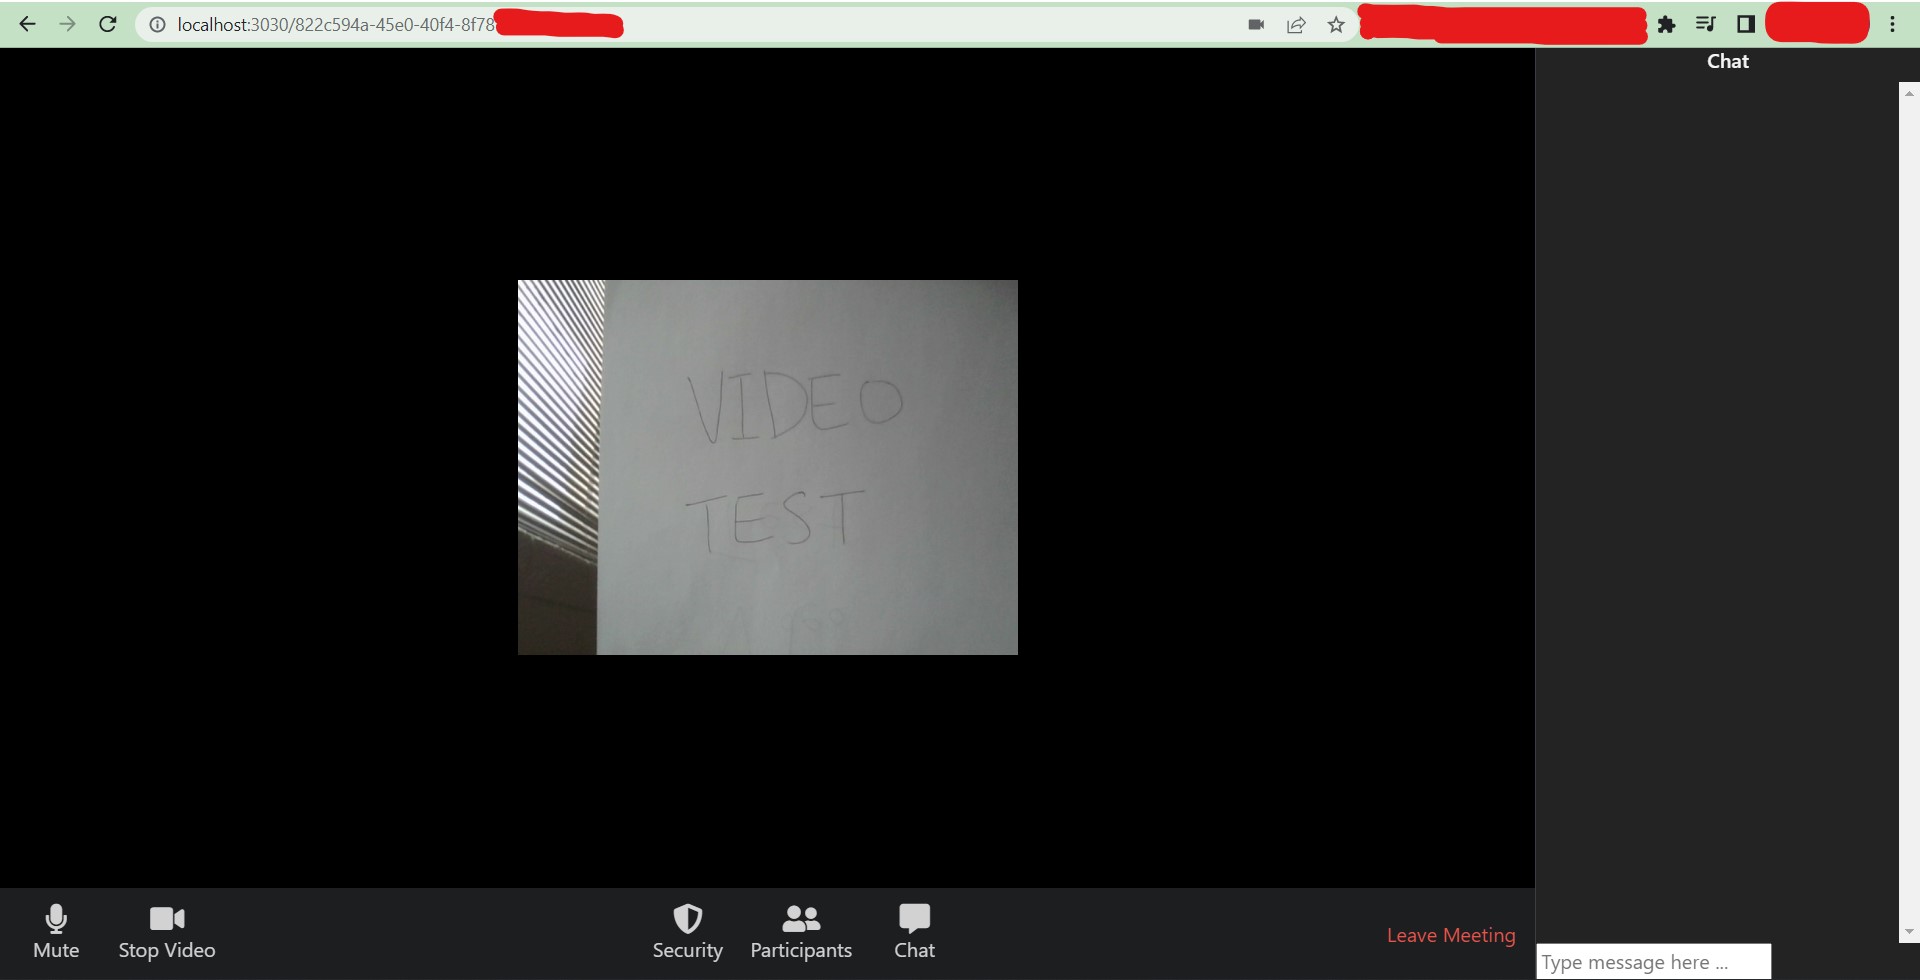 localhost:3030/822c594a-45e0-40f4-8f78
Chat
VIDEO
TEST
Mute
Stop Video
Security
Participants
Chat
Leave Meeting
Type message here ...